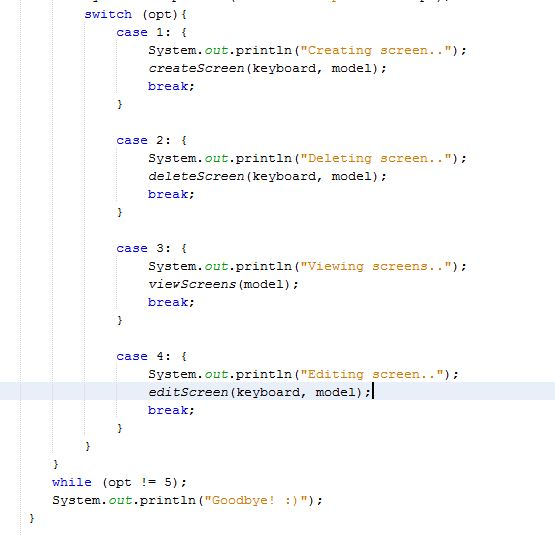 switch (opt){
case 1: {
System.out.println("Creating screen..");
createScreen(keyboard, model);
break;
}
case 2: {
System.out.println("Deleting screen..");
deleteScreen(keyboard, model);
break;
}
case 3: {
System.out.println("Viewing screens..");
viewScreens(model);
break;
}
case 4: {
System.out.println("Editing screen..");
editScreen(keyboard, model);
break;
}
}
}
while (opt != 5);
System.out.println("Goodbye! :)");
}